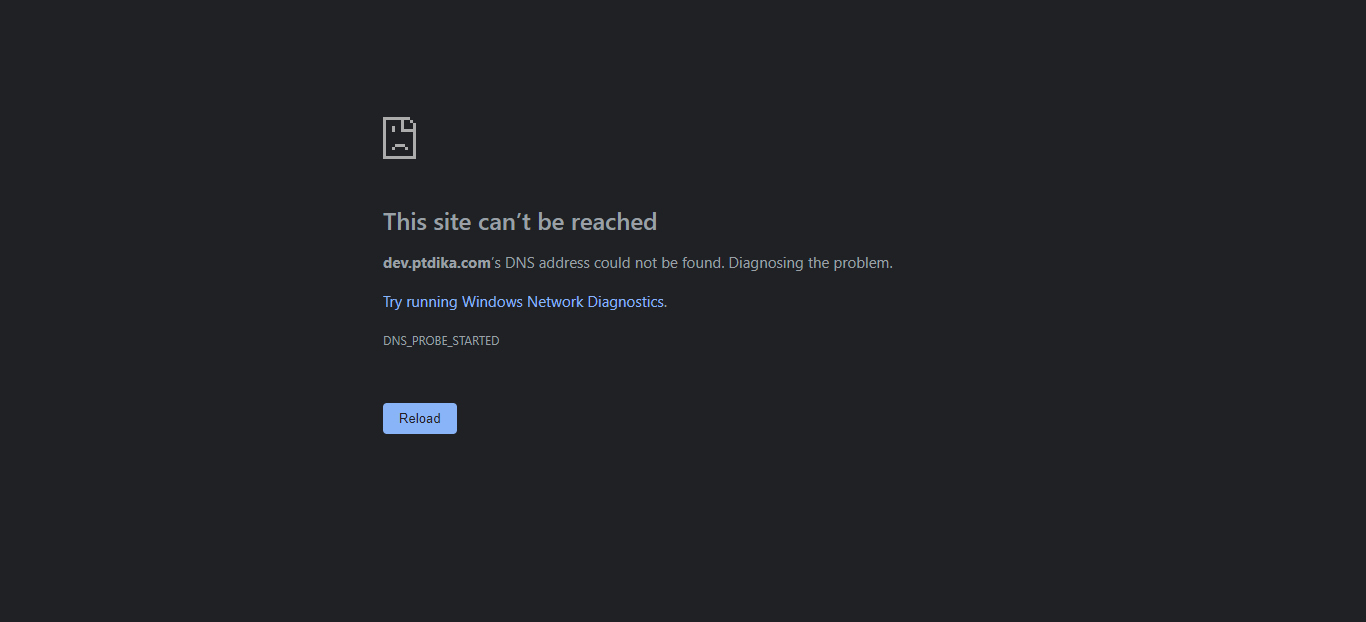 This site can’t be reached
dev.ptdika.com’s DNS address could not be found. Diagnosing the problem.
Try running Windows Network Diagnostics.
DNS_PROBE_STARTED
Reload